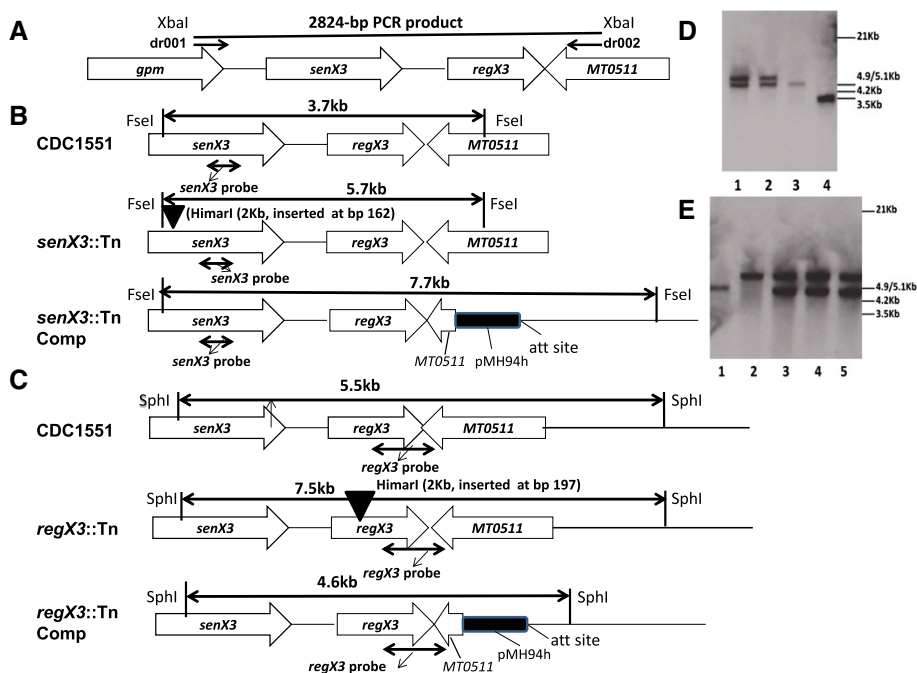 A
XbaI
2824-bp PCR product
XbaI
dr001
dr002
gpm
senX3
regX3
MT0511
B
3.7kb
FseI
FseI
CDC1551
senX3
regX3
MT0511
senX3 probe
5.7kb
FseI
FseI
(HimarI (2Kb, inserted at bp 162)
senX3::Tn
senX3
regX3
MT0511
senX3 probe
7.7kb
FseI
FseI
senX3::Tn
Comp
senX3
regX3
senX3 probe
MT0511
pMH94h
att site
C
5.5kb
SphI
SphI
CDC1551
senX3
regX3
MT0511
regX3 probe
HimarI (2Kb, inserted at bp 197)
7.5kb
SphI
SphI
regX3::Tn
senX3
regX3
MT0511
regX3 probe
4.6kb
SphI
SphI
regX3::Tn
Comp
senX3
regX3
att site
pMH94h
regX3 probe
MT0511
D
21Kb
4.9/5.1Kb
4.2Kb
3.5Kb
1 2 3 4
E
21Kb
4.9/5.1Kb
4.2Kb
3.5Kb
1 2 3 4 5